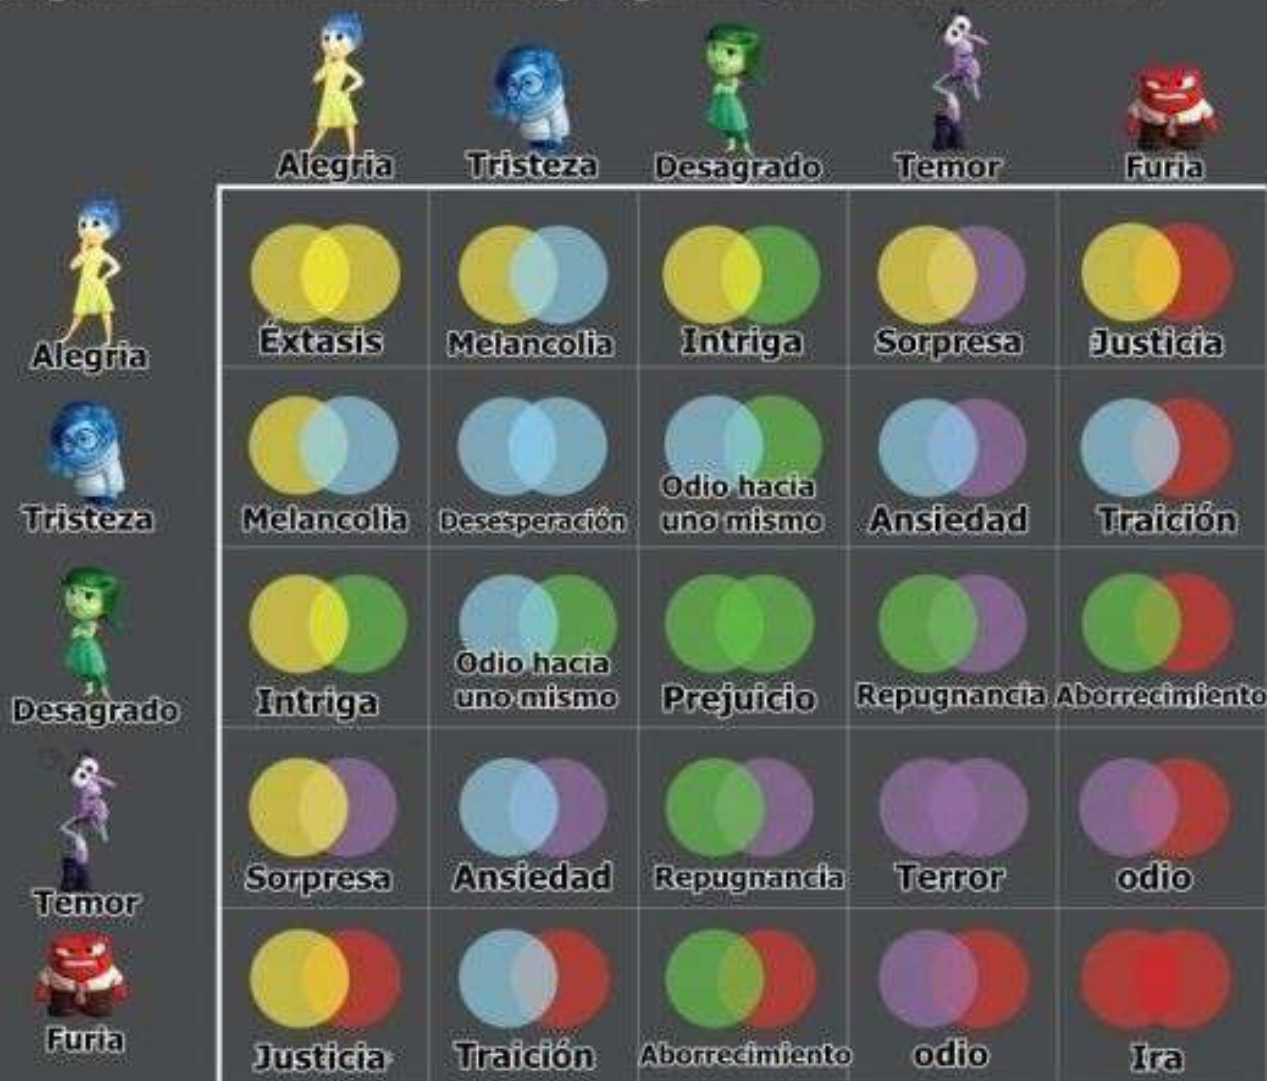 Alegria Tristeza Desagrado Temor Furia
Alegria
Éxtasis Melancolia Intriga Sorpresa Justicia
Tristeza
Melancolia Desesperación Odio hacia uno mismo Ansiedad Traición
Desagrado
Intriga Odio hacia uno mismo Prejuicio Repugnancia Aborrecimiento
Temor
Sorpresa Ansiedad Repugnancia Terror odio
Furia
Justicia Traición Aborrecimiento odio Ira